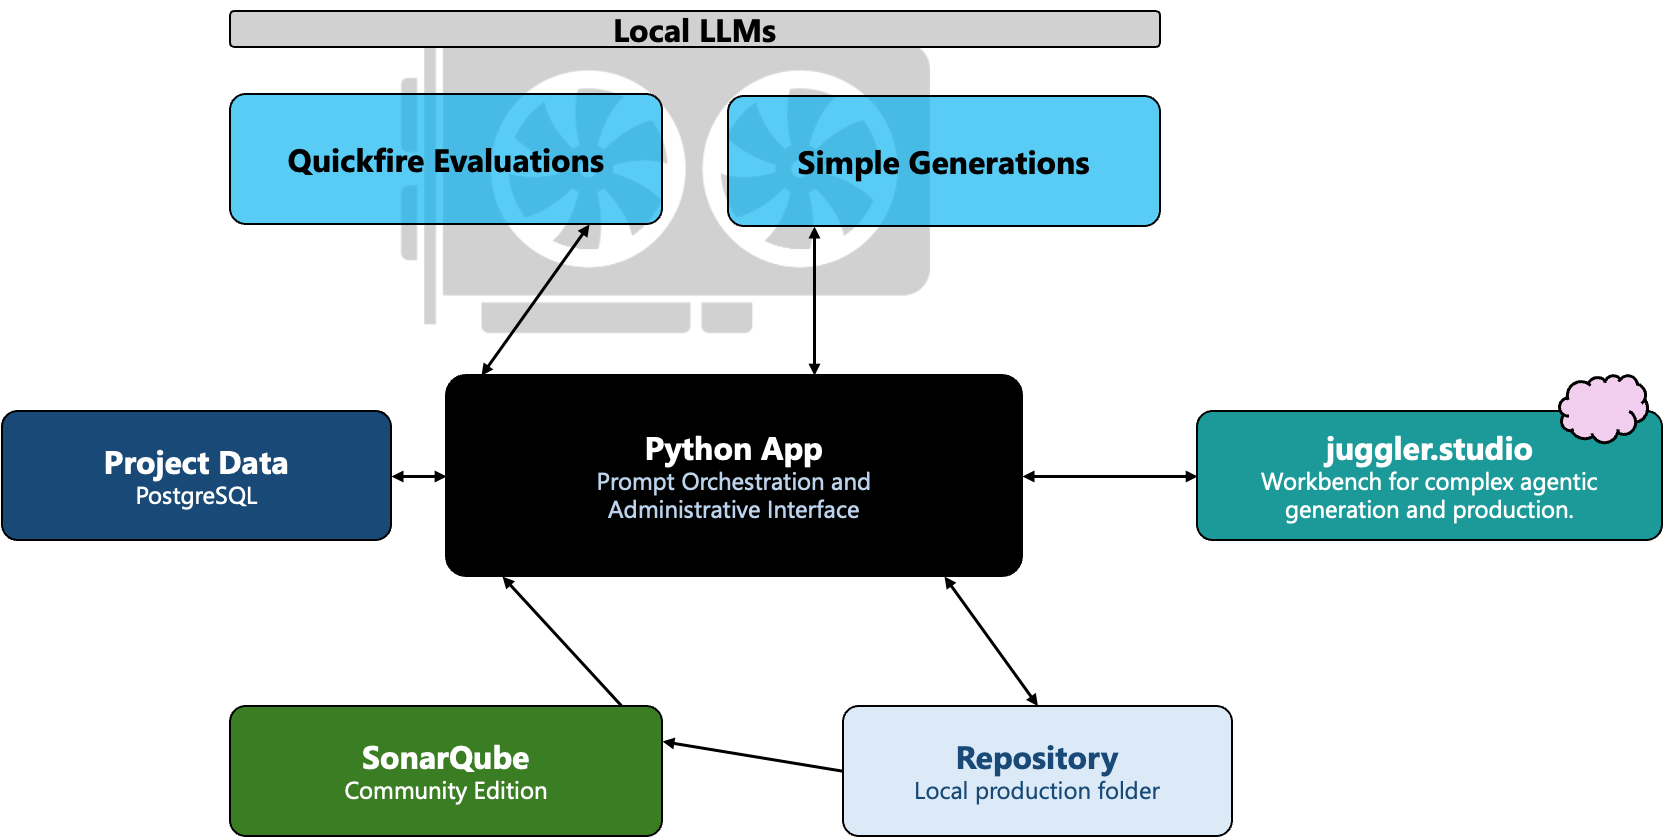 Local LLMs
Quickfire Evaluations
Simple Generations
Project Data
PostgreSQL
Python App
Prompt Orchestration and
Administrative Interface
juggler.studio
Workbench for complex agentic
generation and production.
SonarQube
Community Edition
Repository
Local production folder